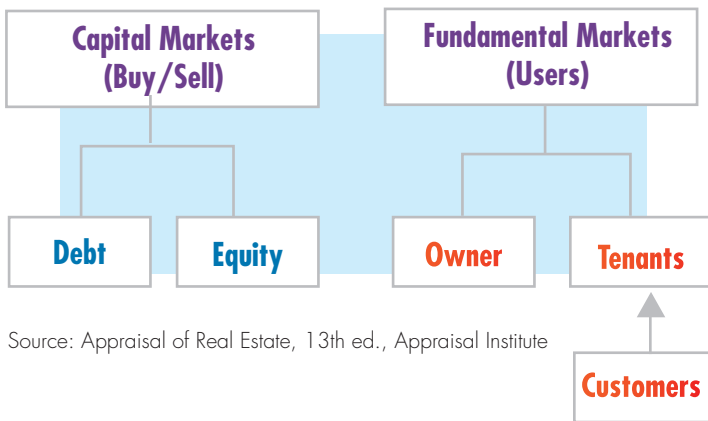 Capital Markets
(Buy/Sell)
Fundamental Markets
(Users)
Debt
Equity
Owner
Tenants
Source: Appraisal of Real Estate, 13th ed., Appraisal Institute
Customers